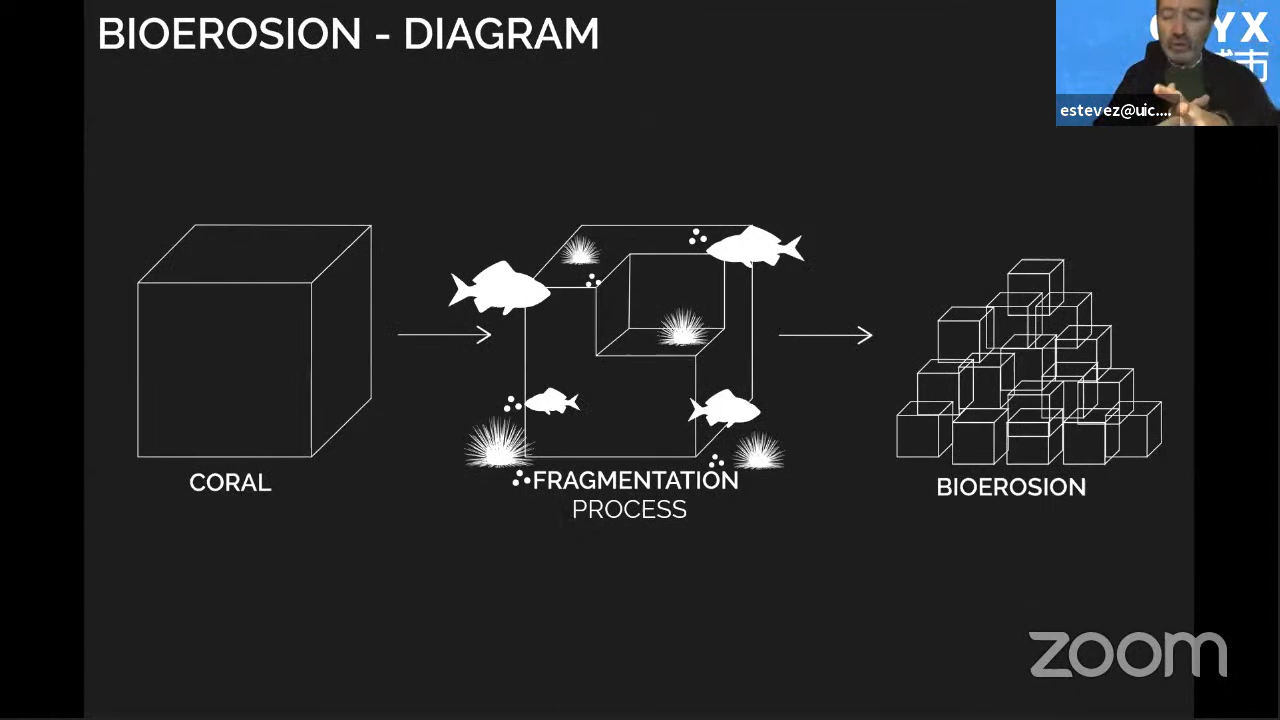 BIOEROSION - DIAGRAM
estevez@uic....
CORAL
FRAGMENTATION
PROCESS
BIOEROSION
zoom